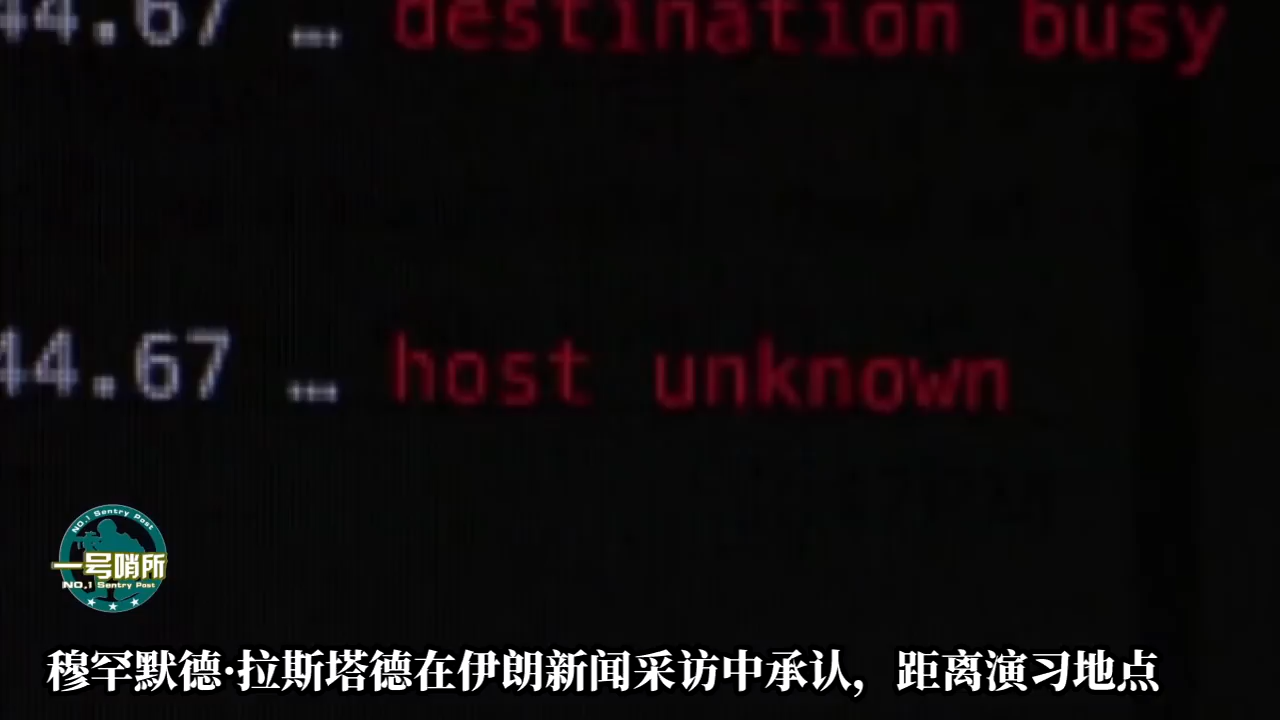 44.67 ... destination busy
44.67 ... host unknown
NO.1 Sentry Post
一号哨所
NO.1 Sentry Post
穆罕默德·拉斯塔德在伊朗新闻采访中承认，距离演习地点